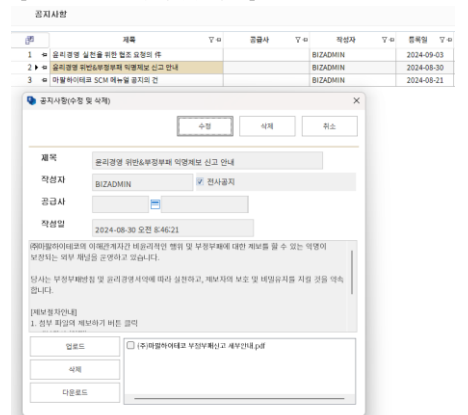 공지사항
제목 공급사 작성자 등록일
1 윤리경영 실천을 위한 협조 요청의 件 BIZADMIN 2024-09-03
2 윤리경영 위반&부정부패 익명제보 신고 안내 BIZADMIN 2024-08-30
3 마팔하이테코 SCM 메뉴얼 공지의 건 BIZADMIN 2024-08-21
공지사항(수정 및 삭제)
수정 삭제 취소
제목 윤리경영 위반&부정부패 익명제보 신고 안내
작성자 BIZADMIN 전사공지
공급사
작성일 2024-08-30 오전 8:46:21
㈜마팔하이테코의 이해관계자간 비윤리적인 행위 및 부정부패에 대한 제보를 할 수 있는 익명이
보장되는 외부 채널을 운영하고 있습니다.
당사는 부정부패방침 및 윤리경영서약에 따라 실천하고, 제보자의 보호 및 비밀유지를 지킬 것을 약속
합니다.
[제보절차안내]
1. 첨부 파일의 제보하기 버튼 클릭
업로드 (주)마팔하이테코 부정부패신고 세부안내.pdf
삭제
다운로드